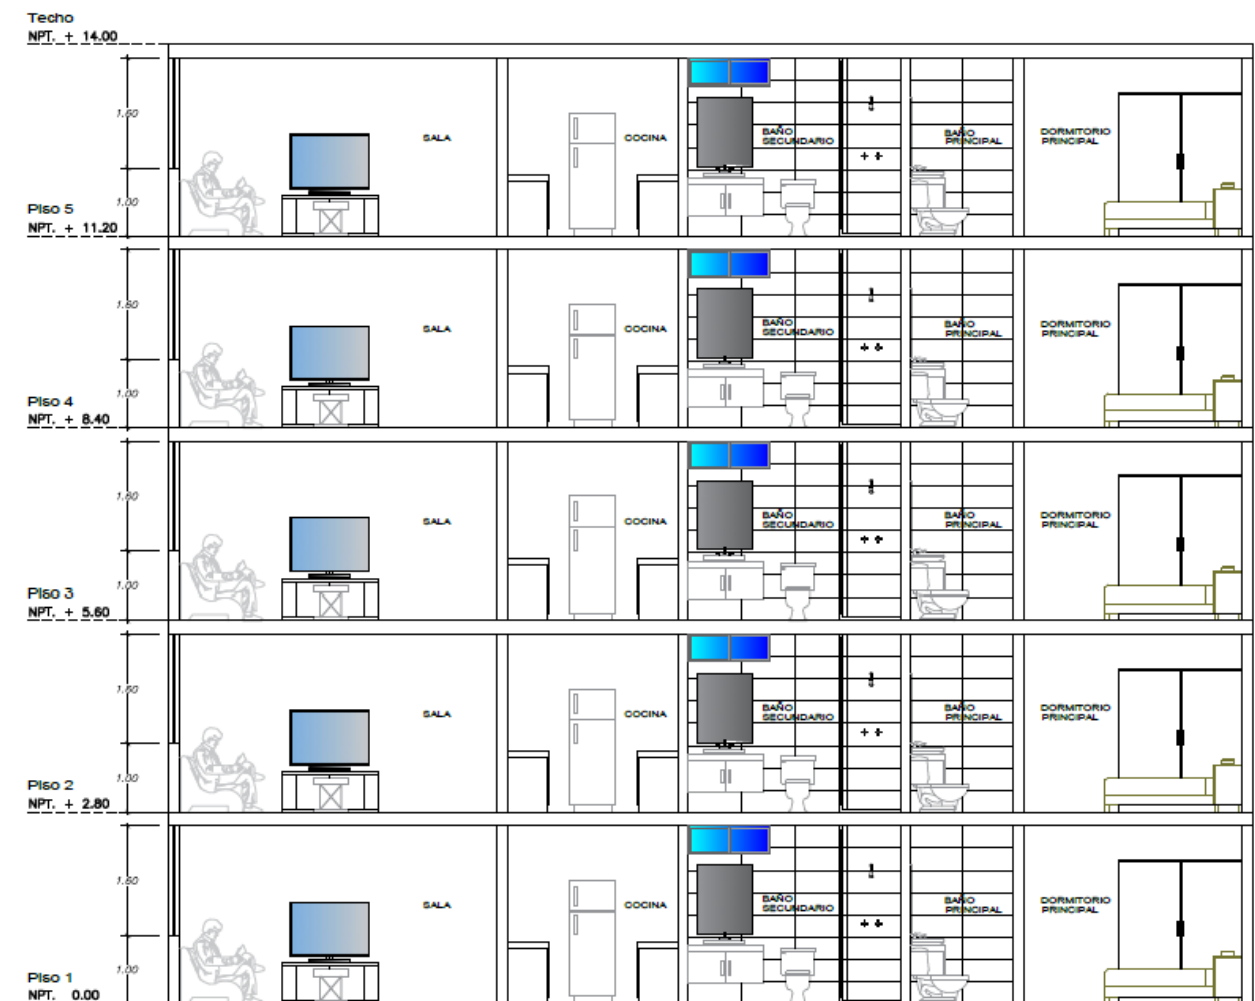 Techo
NPT. + 14.00
1.60
SALA
COCINA
BAÑO
SECUNDARIO
BAÑO
PRINCIPAL
DORMITORIO
PRINCIPAL
1.00
Piso 5
NPT. + 11.20
1.60
SALA
COCINA
BAÑO
SECUNDARIO
BAÑO
PRINCIPAL
DORMITORIO
PRINCIPAL
1.00
Piso 4
NPT. + 8.40
1.60
SALA
COCINA
BAÑO
SECUNDARIO
BAÑO
PRINCIPAL
DORMITORIO
PRINCIPAL
1.00
Piso 3
NPT. + 5.60
1.60
SALA
COCINA
BAÑO
SECUNDARIO
BAÑO
PRINCIPAL
DORMITORIO
PRINCIPAL
1.00
Piso 2
NPT. + 2.80
1.60
SALA
COCINA
BAÑO
SECUNDARIO
BAÑO
PRINCIPAL
DORMITORIO
PRINCIPAL
1.00
Piso 1
NPT. 0.00